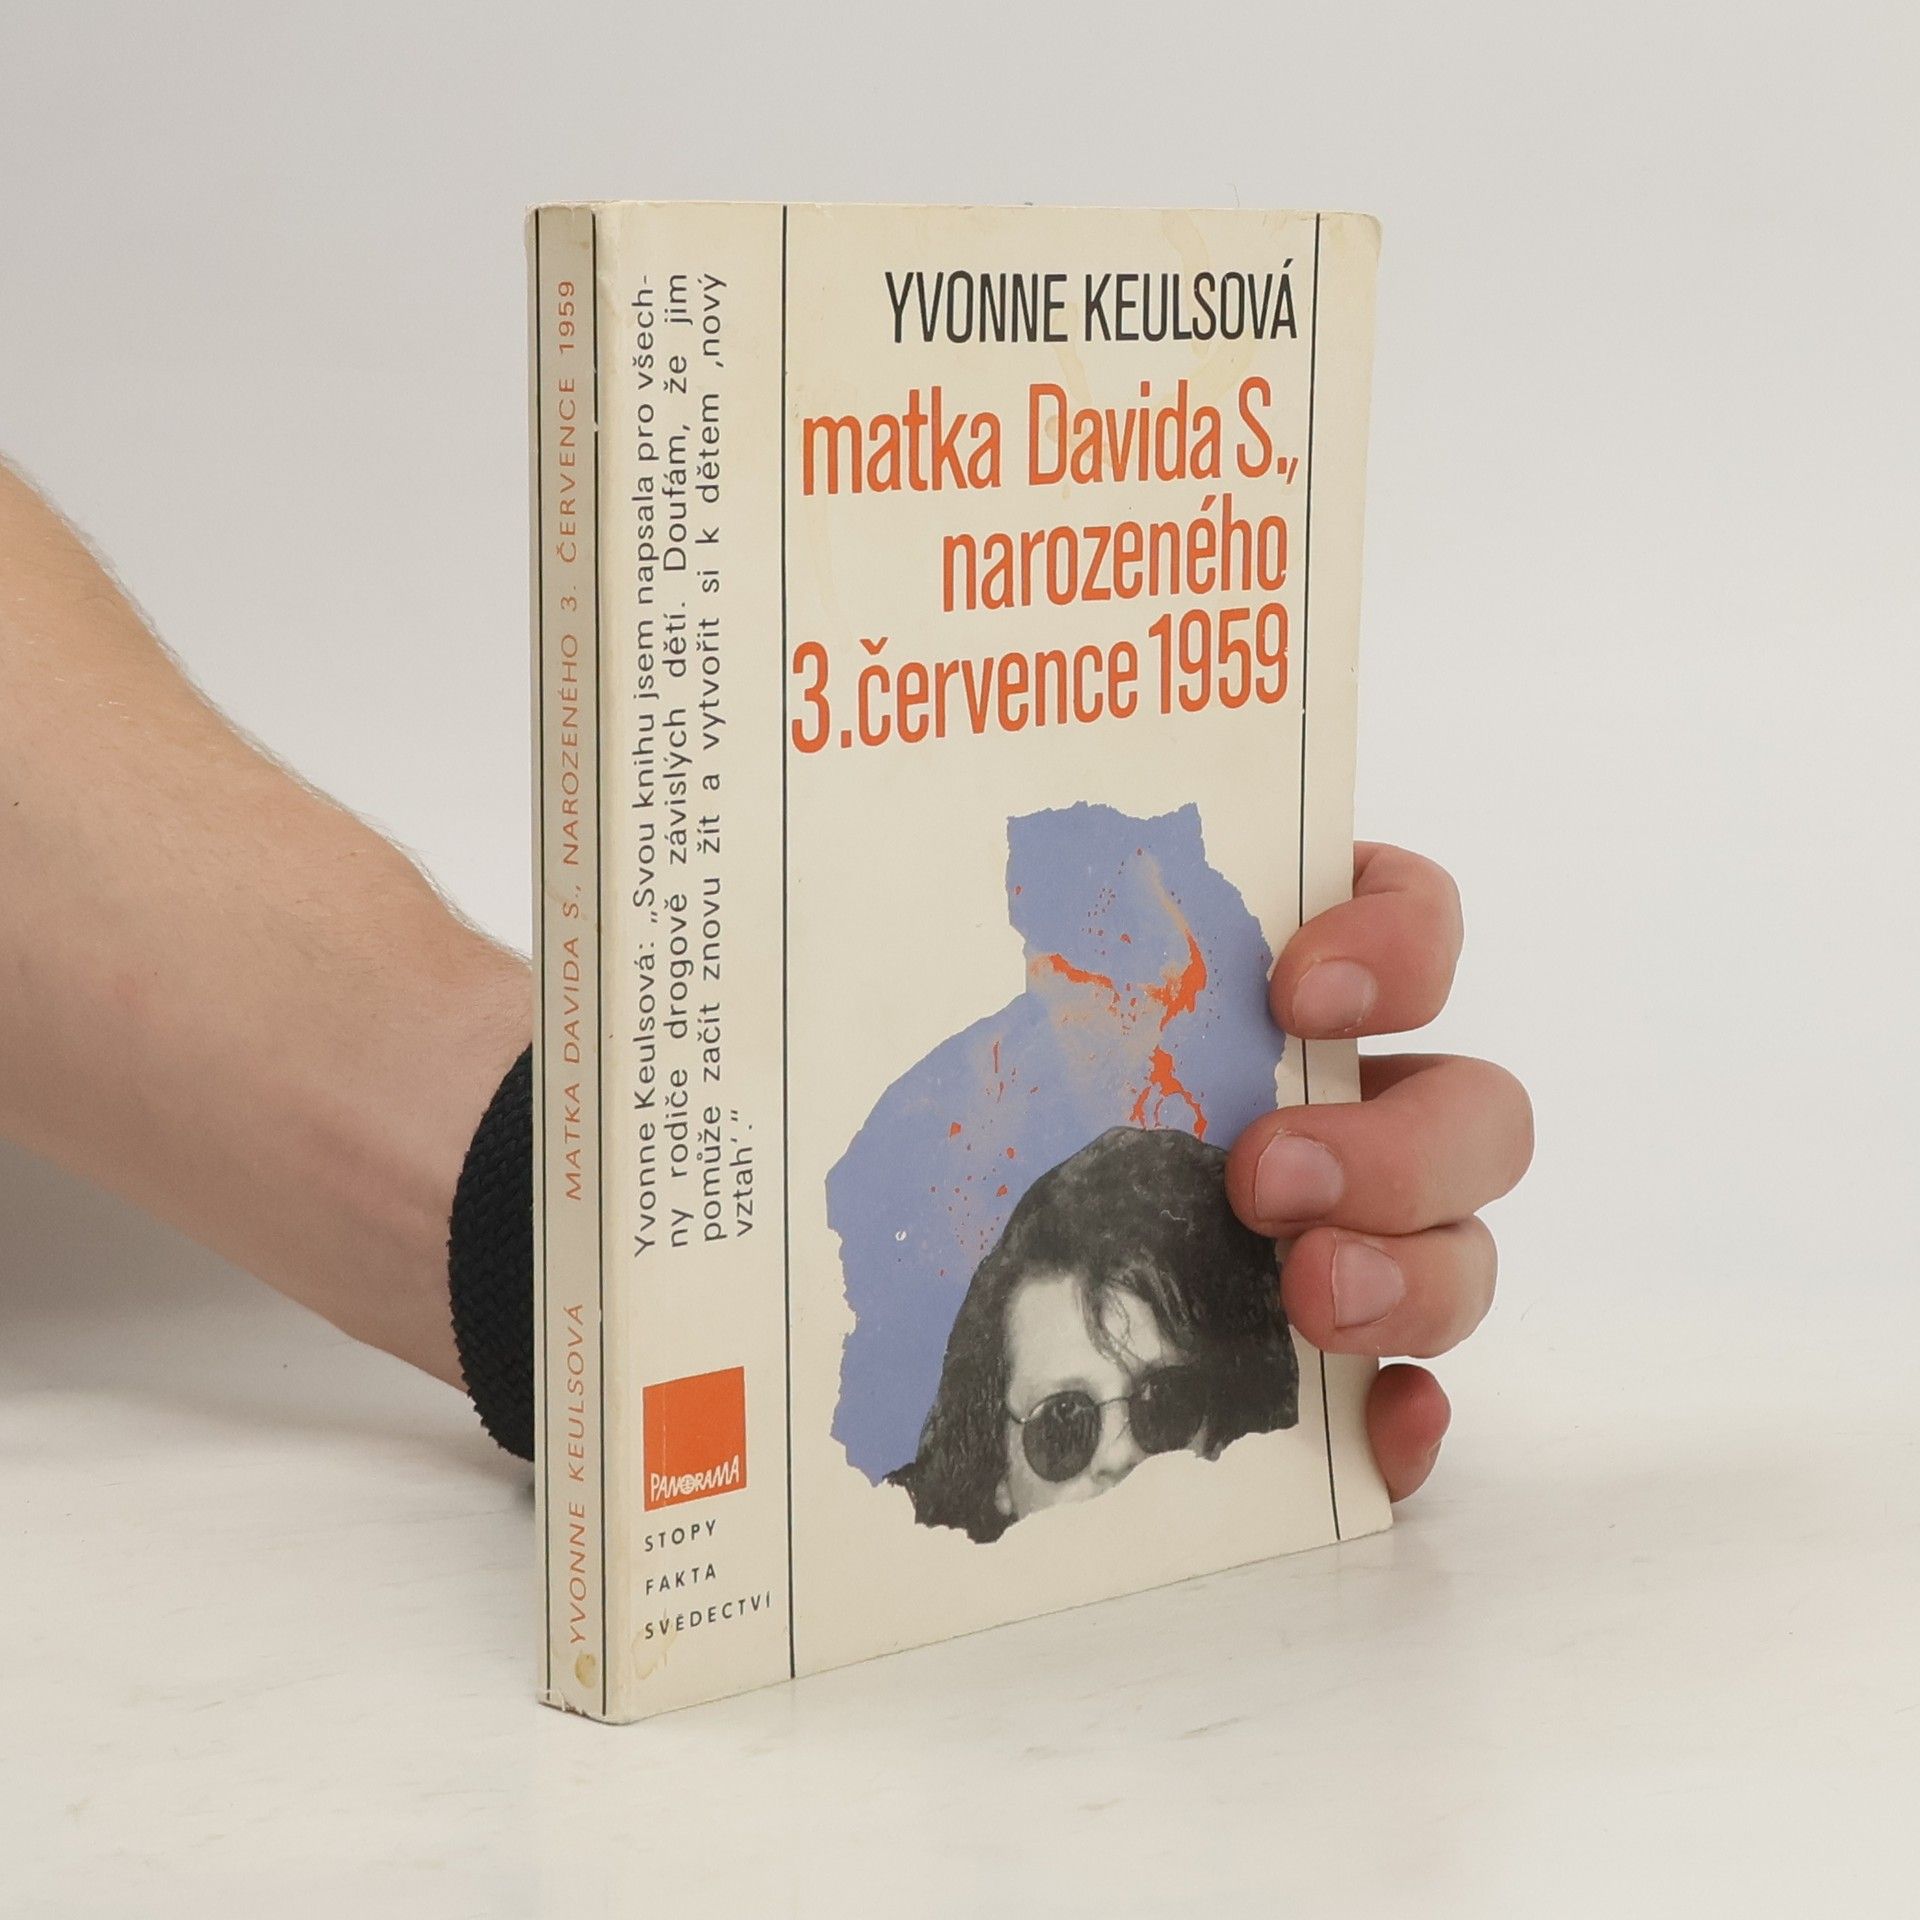 YVONNE KEULSOVÁ
matka Davida S.,
narozeného
3. července 1959
Yvonne Keulsová: „Svou knihu jsem napsala pro všech-
ny rodiče drogově závislých dětí. Doufám, že jim
pomůže začít znovu žít a vytvořit si k dětem ‚nový
vztah‘.“
PANORAMA
STOPY
FAKTA
SVĚDECTVÍ
YVONNE KEULSOVÁ MATKA DAVIDA S., NAROZENÉHO 3. ČERVENCE 1959